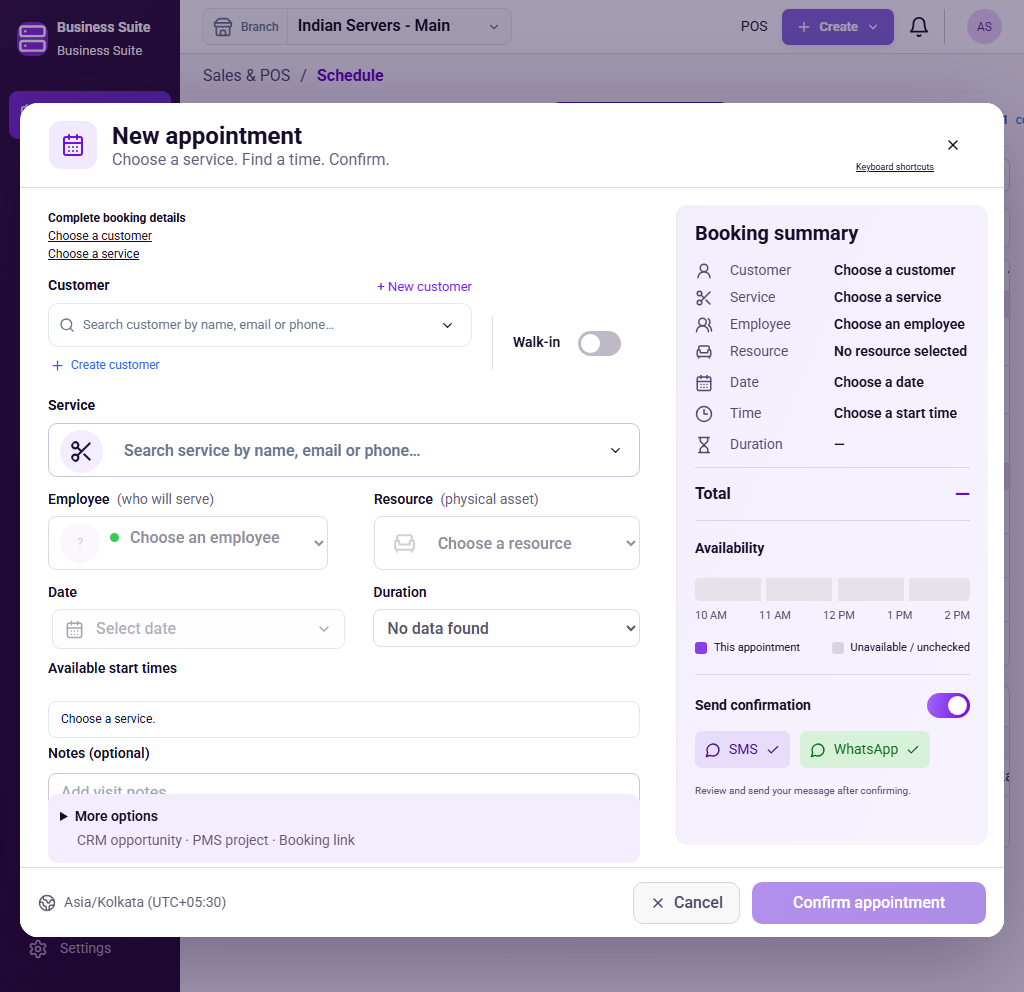 Business Suite
Business Suite
Branch
Indian Servers - Main
POS
Create
AS
Sales & POS / Schedule
New appointment
Choose a service. Find a time. Confirm.
Keyboard shortcuts
Complete booking details
Choose a customer
Choose a service
Customer
+ New customer
Search customer by name, email or phone...
Walk-in
Create customer
Service
Search service by name, email or phone...
Employee (who will serve)
Resource (physical asset)
?
Choose an employee
Choose a resource
Date
Duration
Select date
No data found
Available start times
Choose a service.
Notes (optional)
Add visit notes
More options
CRM opportunity · PMS project · Booking link
Booking summary
Customer Choose a customer
Service Choose a service
Employee Choose an employee
Resource No resource selected
Date Choose a date
Time Choose a start time
Duration —
Total —
Availability
10 AM 11 AM 12 PM 1 PM 2 PM
This appointment
Unavailable / unchecked
Send confirmation
SMS
WhatsApp
Review and send your message after confirming.
Asia/Kolkata (UTC+05:30)
Cancel
Confirm appointment
Settings